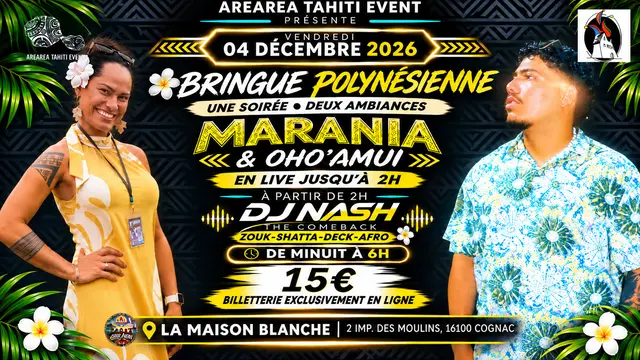 AREAREA TAHITI EVENT
PRÉSENTE
AREAREA TAHITI EVENT
VENDREDI
04 DÉCEMBRE 2026
BRINGUE POLYNÉSIENNE
UNE SOIRÉE • DEUX AMBIANCES
MARANIA
& OHO'AMUI
EN LIVE JUSQU'À 2H
À PARTIR DE 2H
DJ NASH
THE COMEBACK
ZOUK-SHATTA-DECK-AFRO
DE MINUIT À 6H
15€
BILLETTERIE EXCLUSIVEMENT EN LIGNE
LA MAISON BLANCHE | 2 IMP. DES MOULINS, 16100 COGNAC